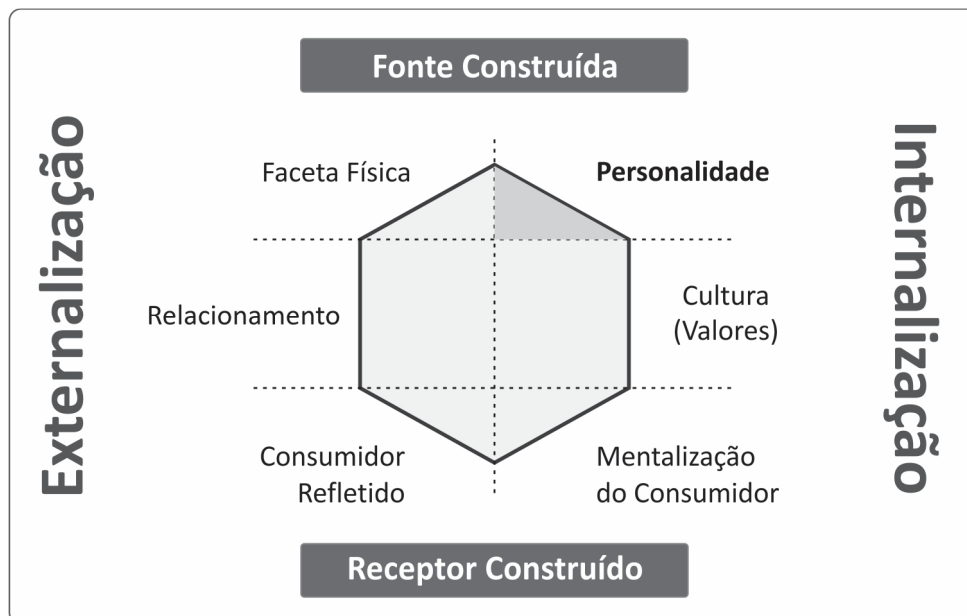 Fonte Construída
Externalização
Internalização
Faceta Física
Personalidade
Relacionamento
Cultura
(Valores)
Consumidor
Refletido
Mentalização
do Consumidor
Receptor Construído